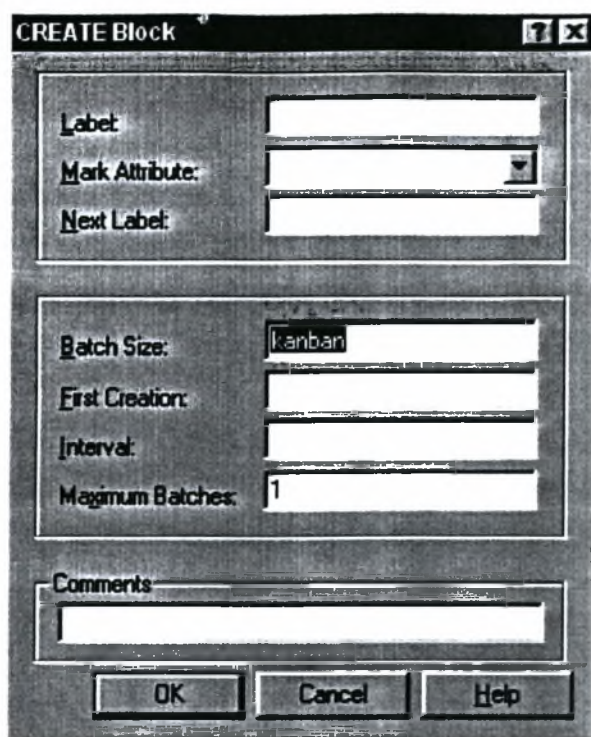 CREATE Block
Label:
Mark Attribute:
Next Label:
Batch Size: kanban
First Creation:
Interval:
Maximum Batches: 1
Comments
OK Cancel Help